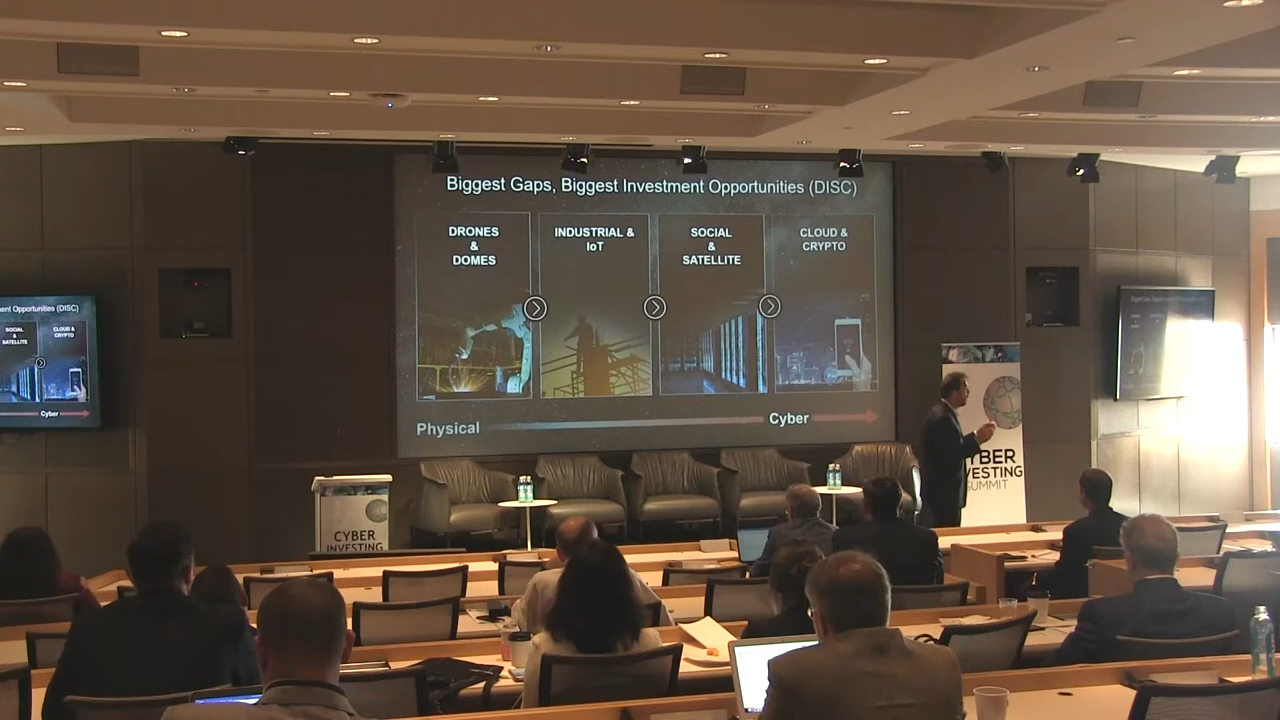 Biggest Gaps, Biggest Investment Opportunities (DISC)
DRONES
&
DOMES
INDUSTRIAL &
IoT
SOCIAL
&
SATELLITE
CLOUD &
CRYPTO
Physical
Cyber
ent Opportunities (DISC)
SOCIAL
&
SATELLITE
CLOUD &
CRYPTO
Cyber
CYBER
INVESTING
YBER
VESTING
SUMMIT